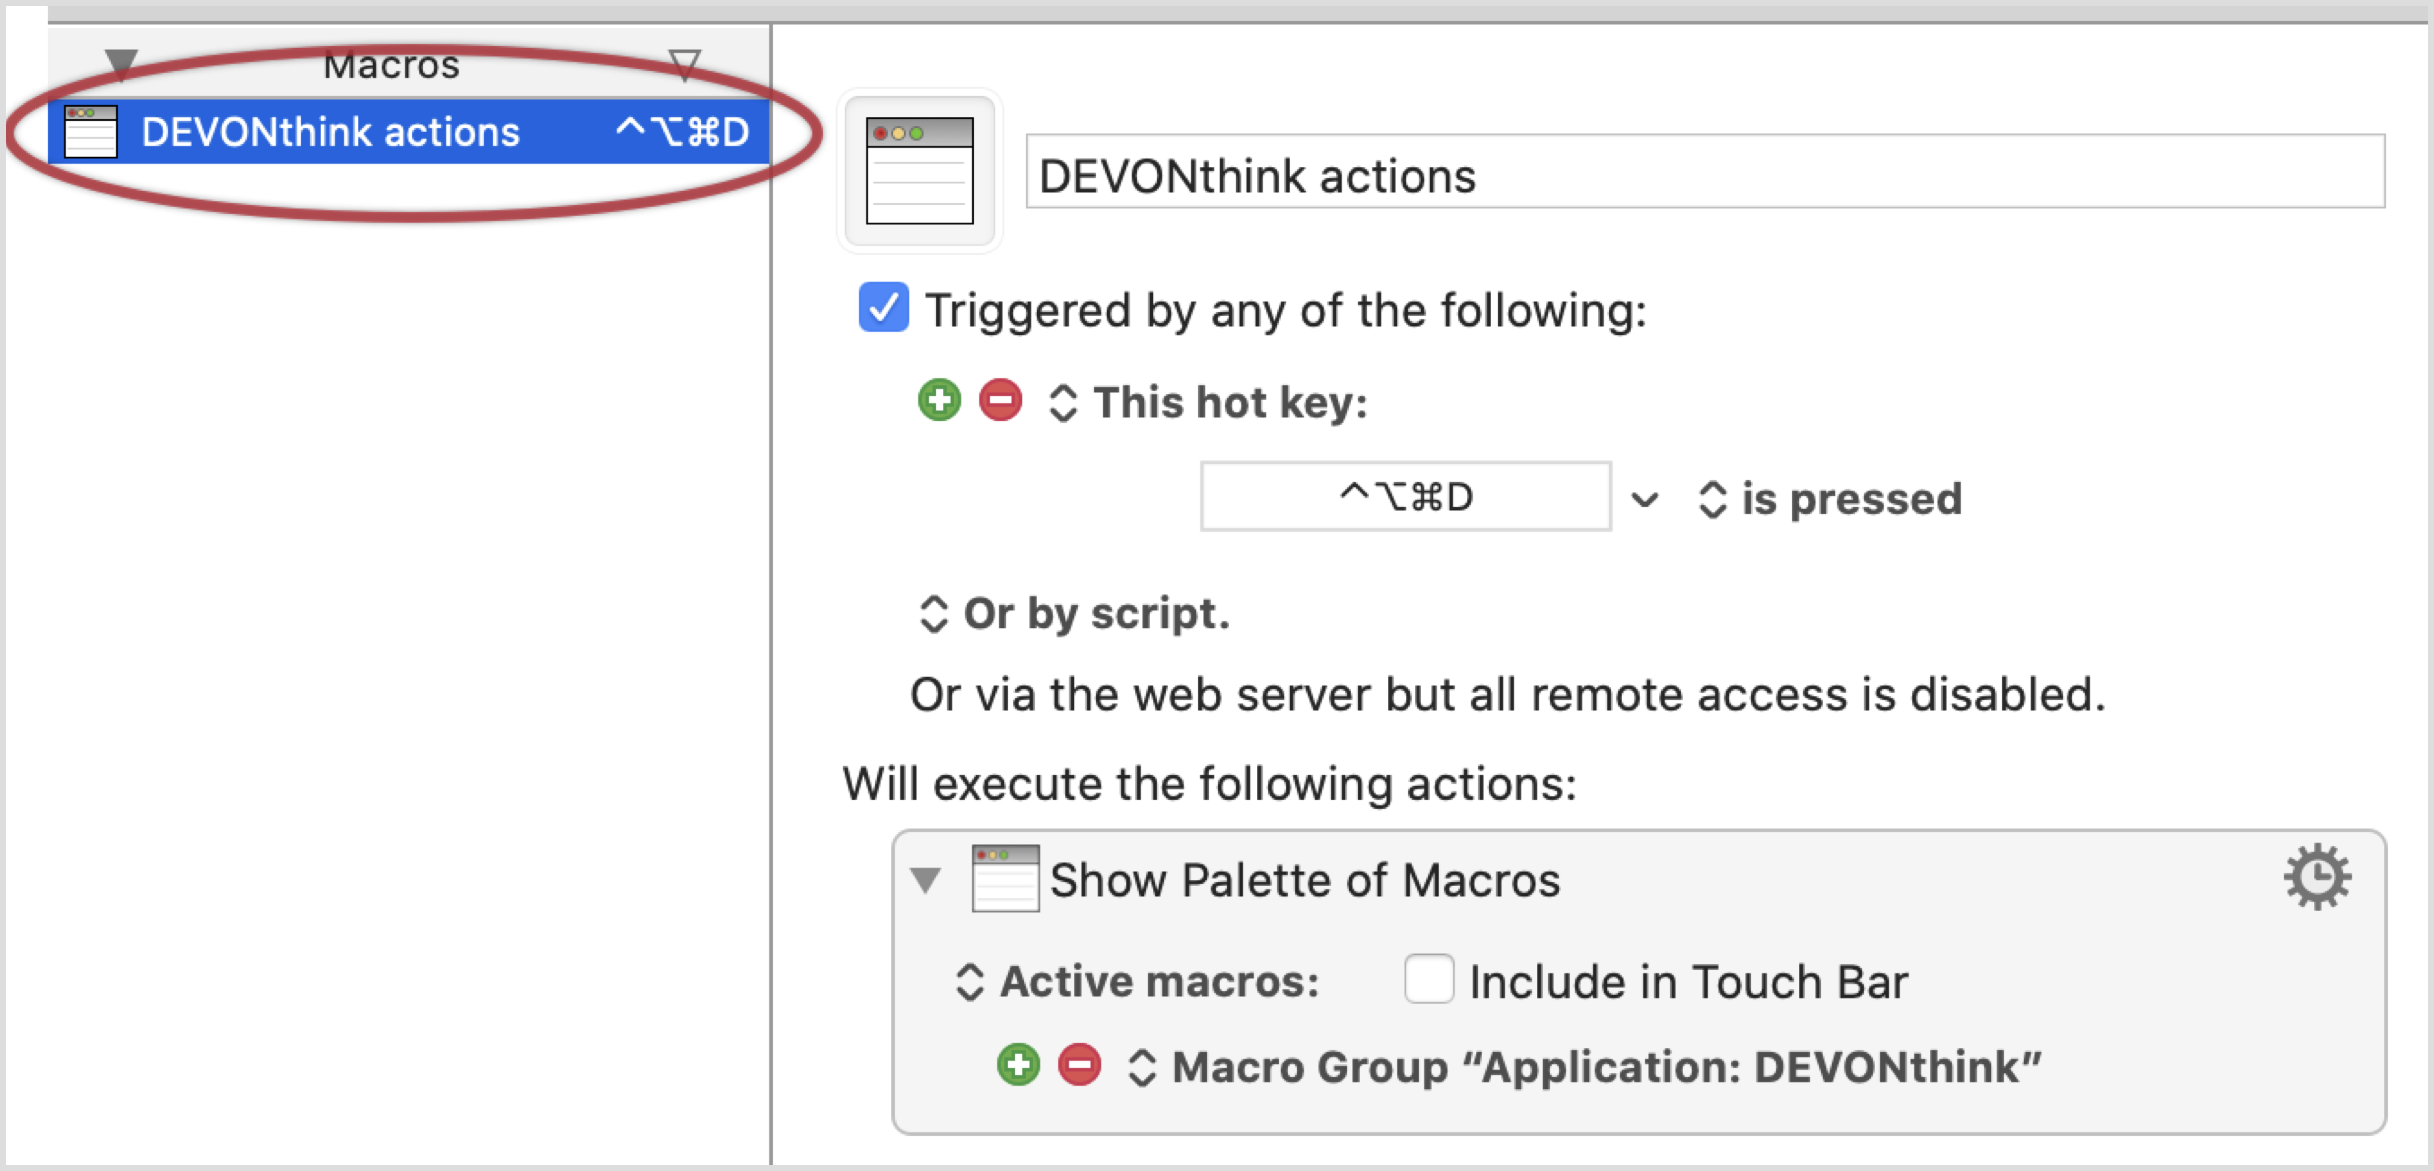 Macros
DEVONthink actions ^⌥⌘D
DEVONthink actions
Triggered by any of the following:
This hot key:
^⌥⌘D is pressed
Or by script.
Or via the web server but all remote access is disabled.
Will execute the following actions:
Show Palette of Macros
Active macros: Include in Touch Bar
Macro Group “Application: DEVONthink”